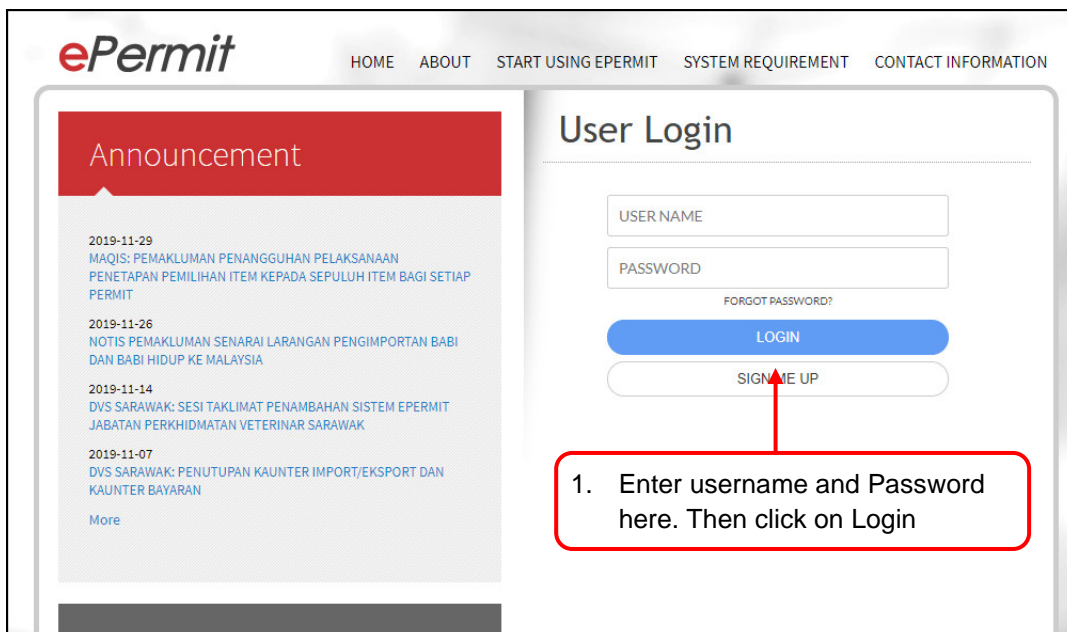 ePermit
HOME ABOUT START USING EPERMIT SYSTEM REQUIREMENT CONTACT INFORMATION
Announcement
2019-11-29
MAQIS: PEMAKLUMAN PENANGGUHAN PELAKSANAAN
PENETAPAN PEMILIHAN ITEM KEPADA SEPULUH ITEM BAGI SETIAP
PERMIT
2019-11-26
NOTIS PEMAKLUMAN SENARAI LARANGAN PENGIMPORTAN BABI
DAN BABI HIDUP KE MALAYSIA
2019-11-14
DVS SARAWAK: SESI TAKLIMAT PENAMBAHAN SISTEM EPERMIT
JABATAN PERKHIDMATAN VETERINAR SARAWAK
2019-11-07
DVS SARAWAK: PENUTUPAN KAUNTER IMPORT/EKSPORT DAN
KAUNTER BAYARAN
More
User Login
USER NAME
PASSWORD
FORGOT PASSWORD?
LOGIN
SIGN ME UP
1. Enter username and Password
here. Then click on Login